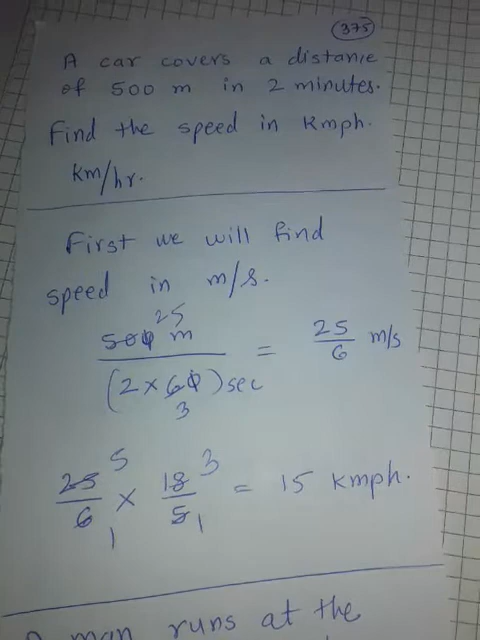 375
A car covers a distance
of 500 m in 2 minutes.
Find the speed in Kmph.
km/hr.
First we will find
speed in m/s.
25
500 m
(2 × 60) sec
3
= 25/6 m/s
5 3
25/6 × 18/5 = 15 kmph.
1 1
A man runs at the